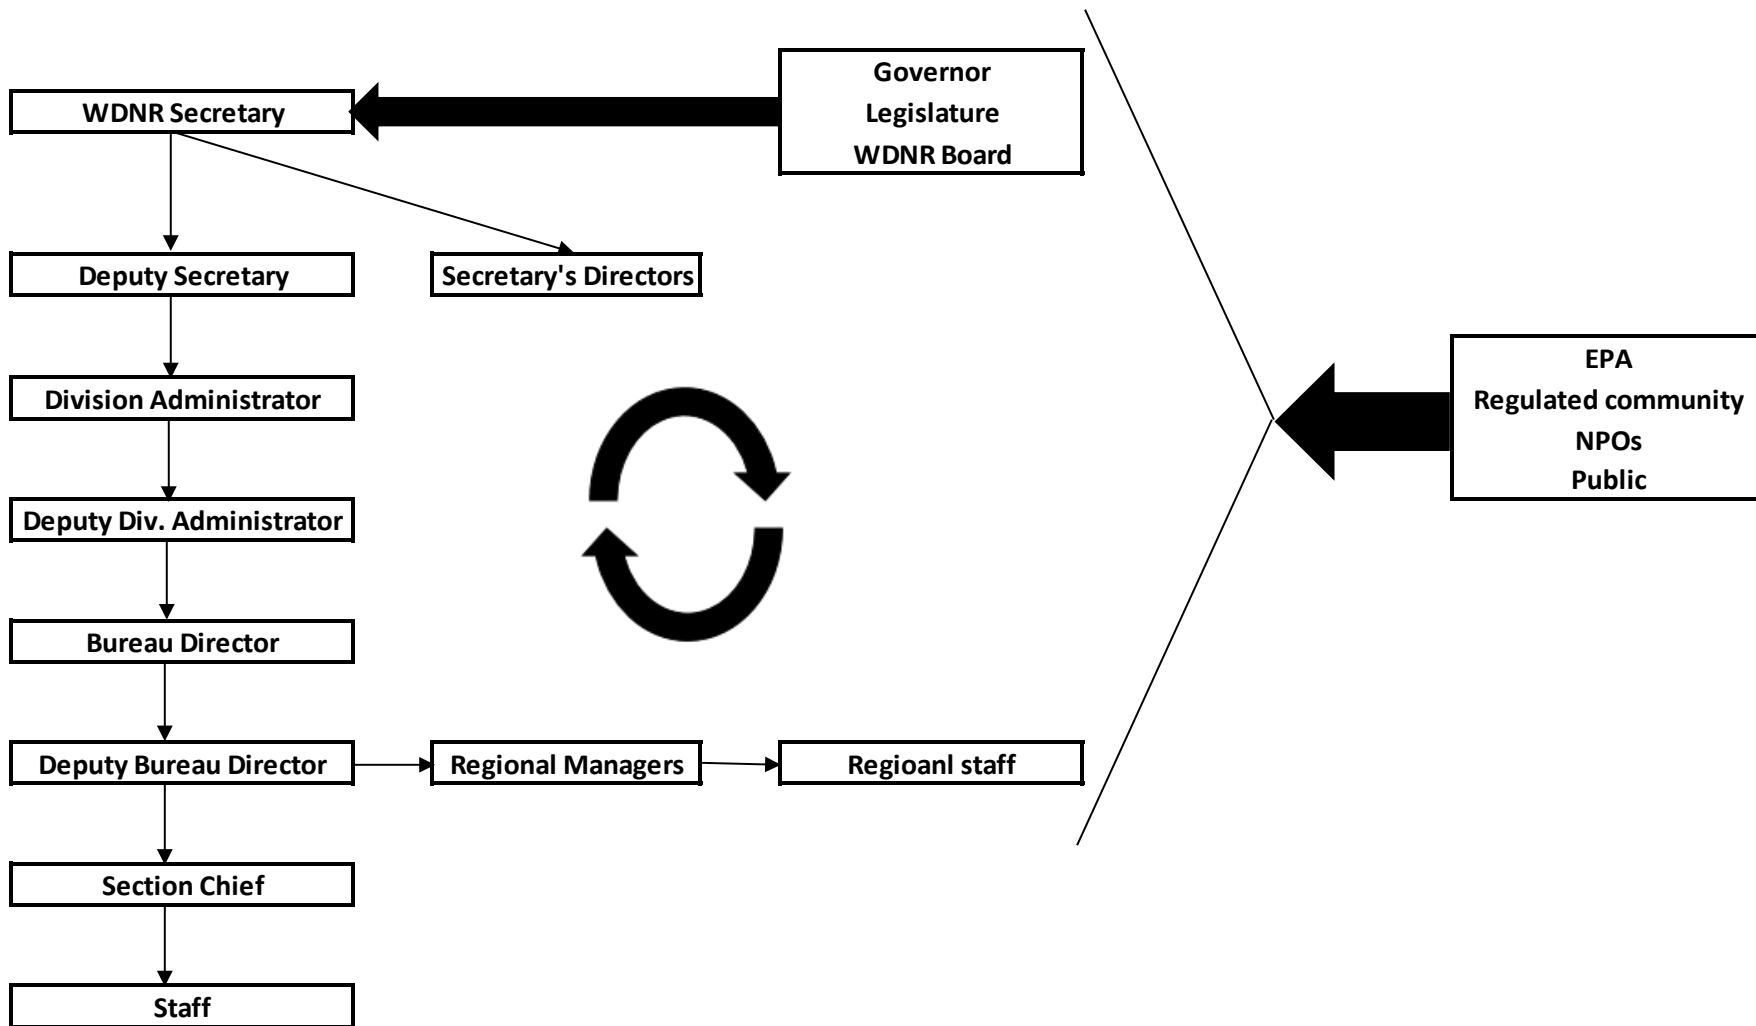 Governor
Legislature
WDNR Board
WDNR Secretary
Deputy Secretary
Secretary's Directors
EPA
Regulated community
NPOs
Public
Division Administrator
Deputy Div. Administrator
Bureau Director
Deputy Bureau Director
Regional Managers
Regioanl staff
Section Chief
Staff